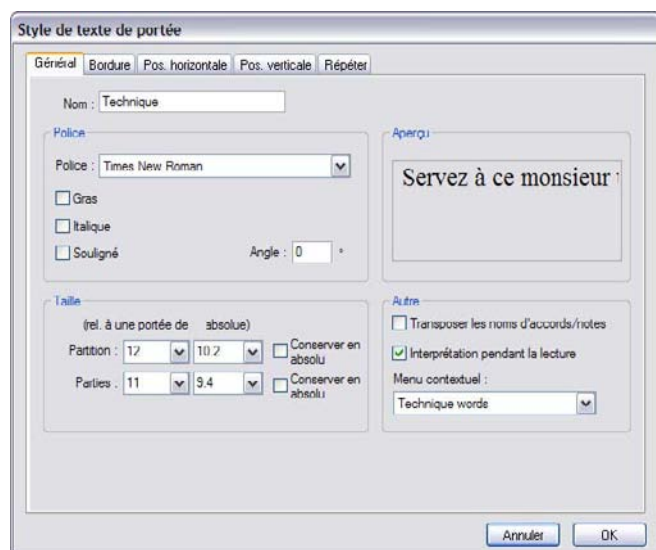 Style de texte de portée
Général Bordure Pos. horizontale Pos. verticale Répéter
Nom : Technique
Police
Police : Times New Roman
Gras
Italique
Souligné Angle : 0 °
Aperçu
Servez à ce monsieur
Taille
(rel. à une portée de absolue)
Partition : 12 10.2 Conserver en absolu
Parties : 11 9.4 Conserver en absolu
Autre
Transposer les noms d'accords/notes
Interprétation pendant la lecture
Menu contextuel :
Technique words
Annuler OK